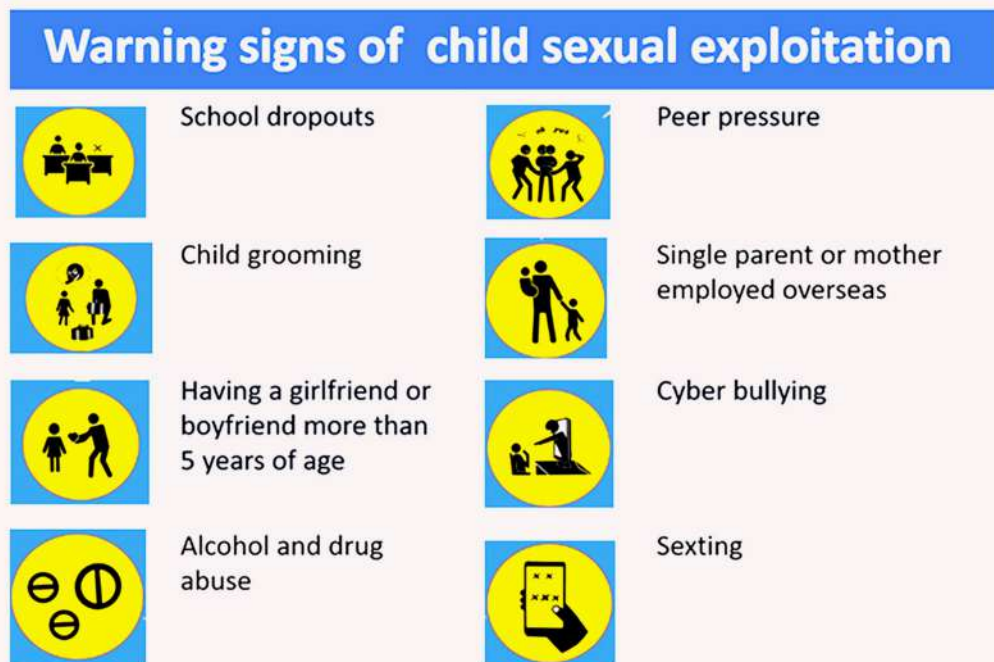 Warning signs of child sexual exploitation
School dropouts
Peer pressure
Child grooming
Single parent or mother
employed overseas
Having a girlfriend or
boyfriend more than
5 years of age
Cyber bullying
Alcohol and drug
abuse
Sexting